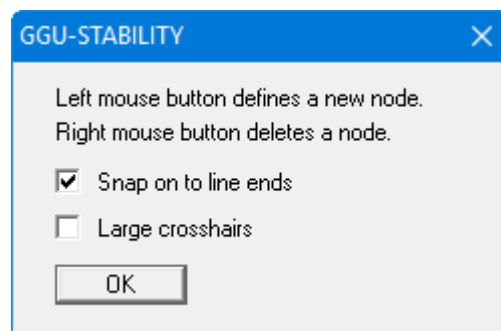 GGU-STABILITY
Left mouse button defines a new node.
Right mouse button deletes a node.
Snap on to line ends
Large crosshairs
OK